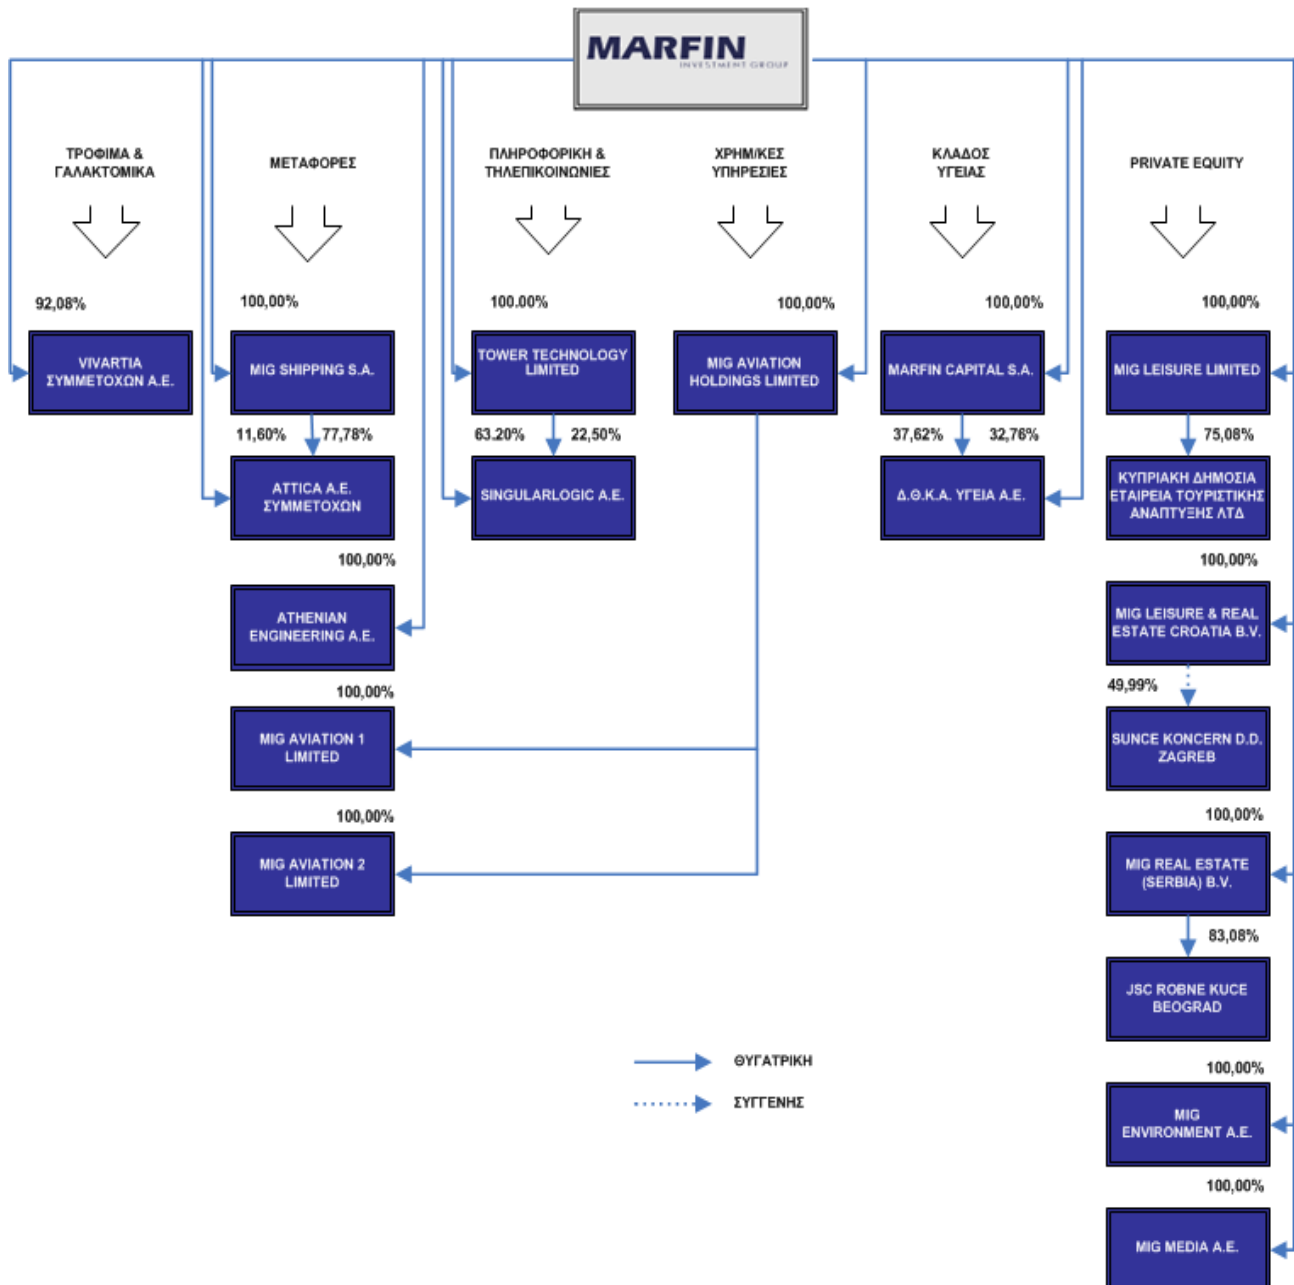 MARFIN
INVESTMENT GROUP
ΤΡΟΦΙΜΑ &
ΓΑΛΑΚΤΟΜΙΚΑ
ΜΕΤΑΦΟΡΕΣ
ΠΛΗΡΟΦΟΡΙΚΗ &
ΤΗΛΕΠΙΚΟΙΝΩΝΙΕΣ
ΧΡΗΜ/ΚΕΣ
ΥΠΗΡΕΣΙΕΣ
ΚΛΑΔΟΣ
ΥΓΕΙΑΣ
PRIVATE EQUITY
92,08%
100,00%
100.00%
100,00%
100,00%
100,00%
VIVARTIA
ΣΥΜΜΕΤΟΧΩΝ Α.Ε.
MIG SHIPPING S.A.
TOWER TECHNOLOGY
LIMITED
MIG AVIATION
HOLDINGS LIMITED
MARFIN CAPITAL S.A.
MIG LEISURE LIMITED
11,60%
77,78%
63.20%
22,50%
37,62%
32,76%
75,08%
ATTICA A.E.
ΣΥΜΜΕΤΟΧΩΝ
SINGULARLOGIC A.E.
Δ.Θ.Κ.Α. ΥΓΕΙΑ Α.Ε.
ΚΥΠΡΙΑΚΗ ΔΗΜΟΣΙΑ
ΕΤΑΙΡΕΙΑ ΤΟΥΡΙΣΤΙΚΗΣ
ΑΝΑΠΤΥΞΗΣ ΛΤΔ
100,00%
100,00%
ATHENIAN
ENGINEERING A.E.
MIG LEISURE & REAL
ESTATE CROATIA B.V.
100,00%
49,99%
MIG AVIATION 1
LIMITED
SUNCE KONCERN D.D.
ZAGREB
100,00%
100,00%
MIG AVIATION 2
LIMITED
MIG REAL ESTATE
(SERBIA) B.V.
83,08%
JSC ROBNE KUCE
BEOGRAD
ΘΥΓΑΤΡΙΚΗ
ΣΥΓΓΕΝΗΣ
100,00%
MIG
ENVIRONMENT A.E.
100,00%
MIG MEDIA A.E.